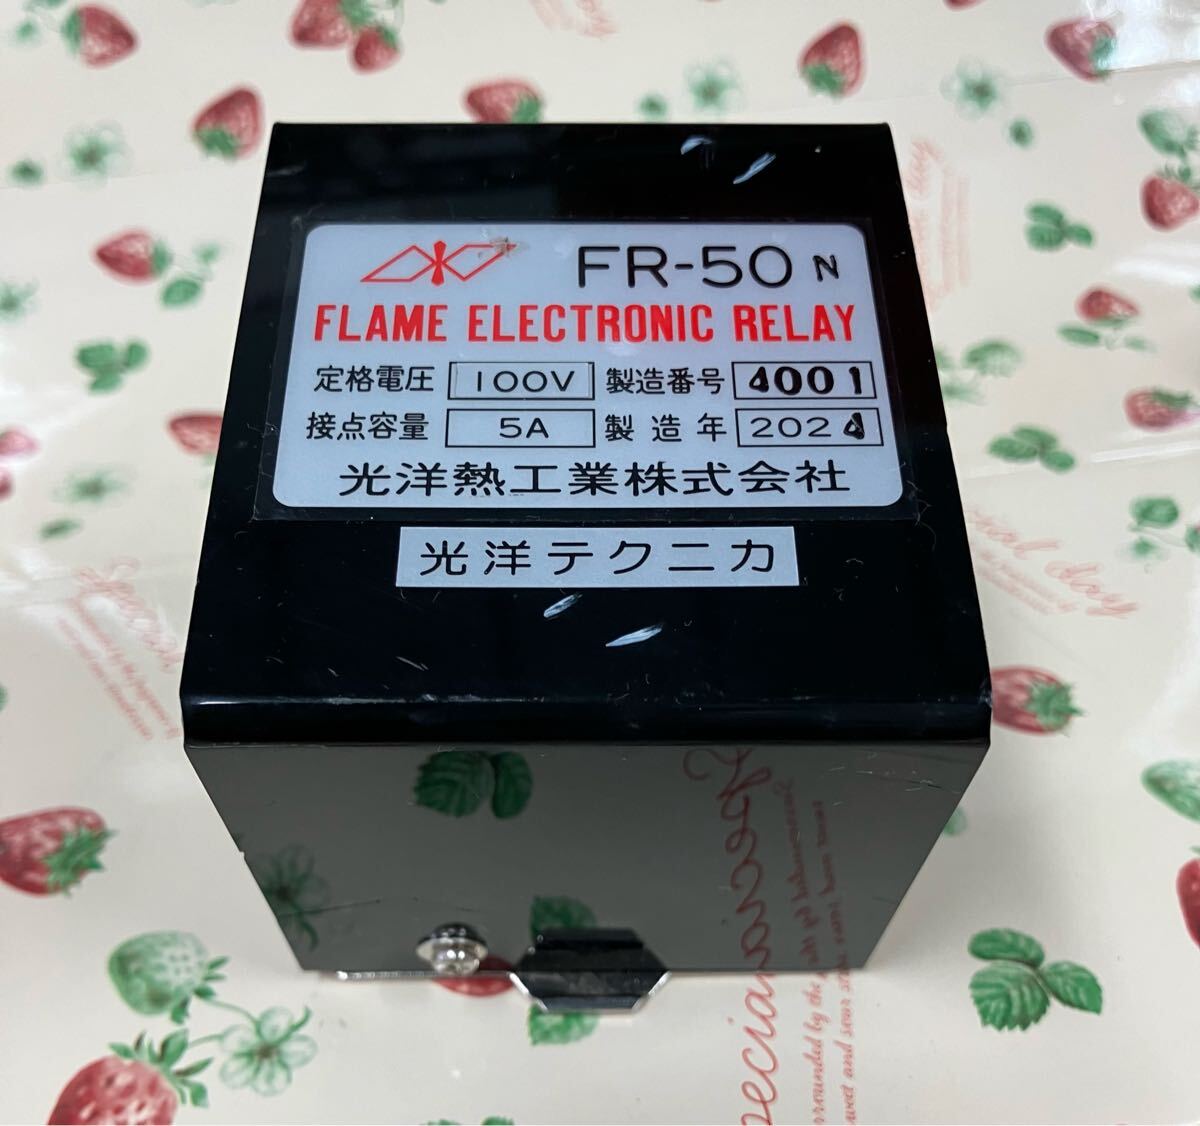 FR-50 N
FLAME ELECTRONIC RELAY
定格電圧 100V 製造番号 4001
接点容量 5A 製造年 2024
光洋熱工業株式会社
光洋テクニカ